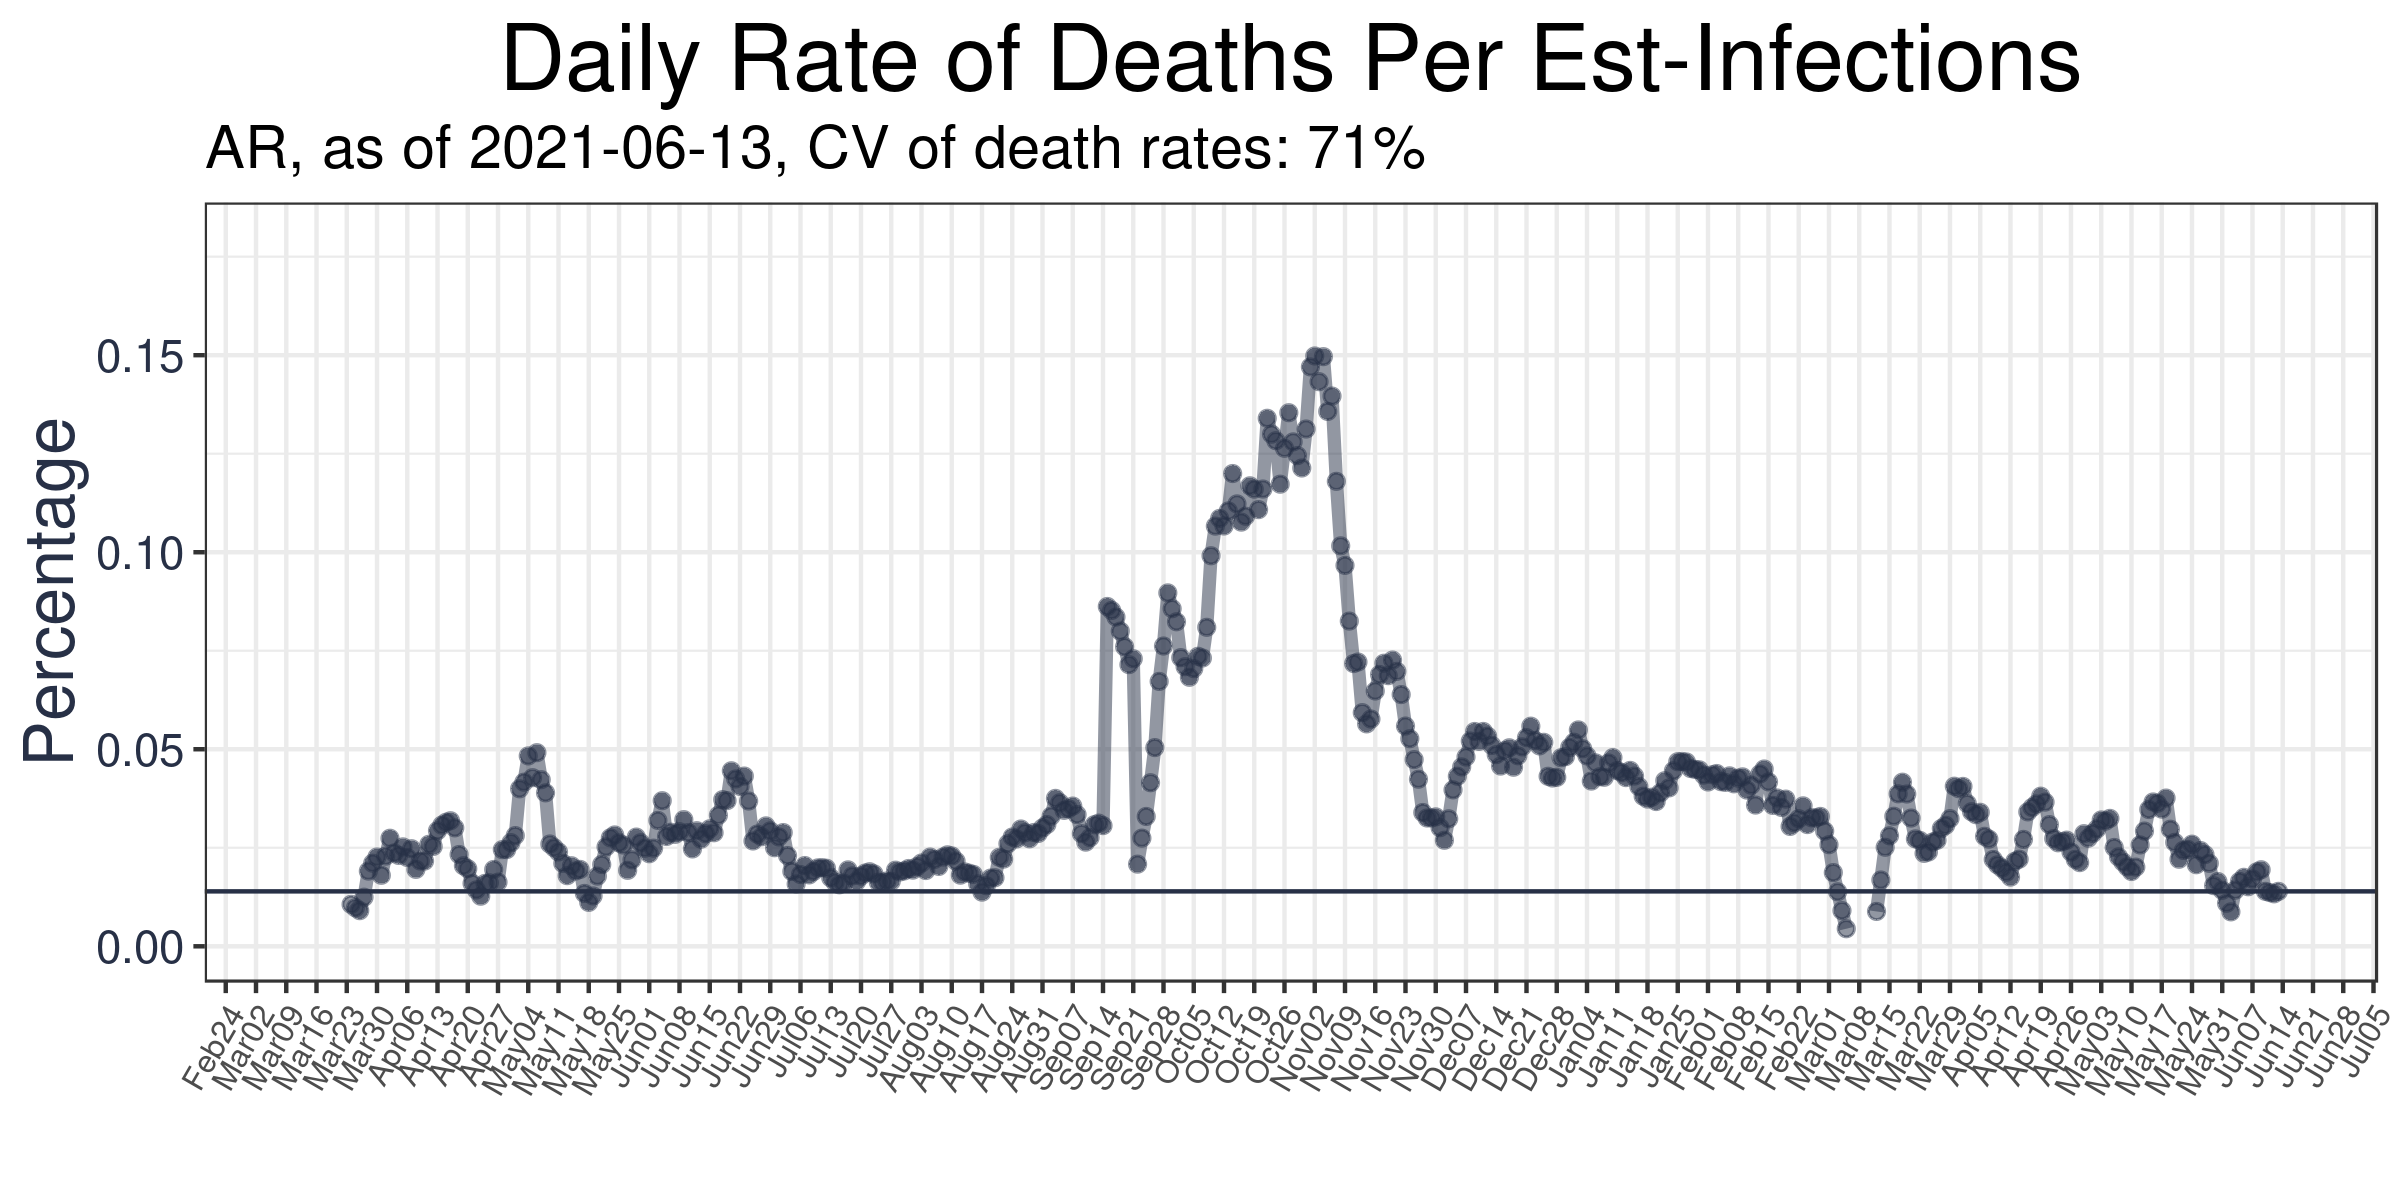 Daily Rate of Deaths Per Est-Infections
AR, as of 2021-06-13, CV of death rates: 71%
Percentage
0.15
0.10
0.05
0.00
Feb24 Mar02 Mar09 Mar16 Mar23 Mar30 Apr06 Apr13 Apr20 Apr27 May04 May11 May18 May25 Jun01 Jun08 Jun15 Jun22 Jun29 Jul06 Jul13 Jul20 Jul27 Aug03 Aug10 Aug17 Aug24 Aug31 Sep07 Sep14 Sep21 Sep28 Oct05 Oct12 Oct19 Oct26 Nov02 Nov09 Nov16 Nov23 Nov30 Dec07 Dec14 Dec21 Dec28 Jan04 Jan11 Jan18 Jan25 Feb01 Feb08 Feb15 Feb22 Mar01 Mar08 Mar15 Mar22 Mar29 Apr05 Apr12 Apr19 Apr26 May03 May10 May17 May24 May31 Jun07 Jun14 Jun21 Jun28 Jul05